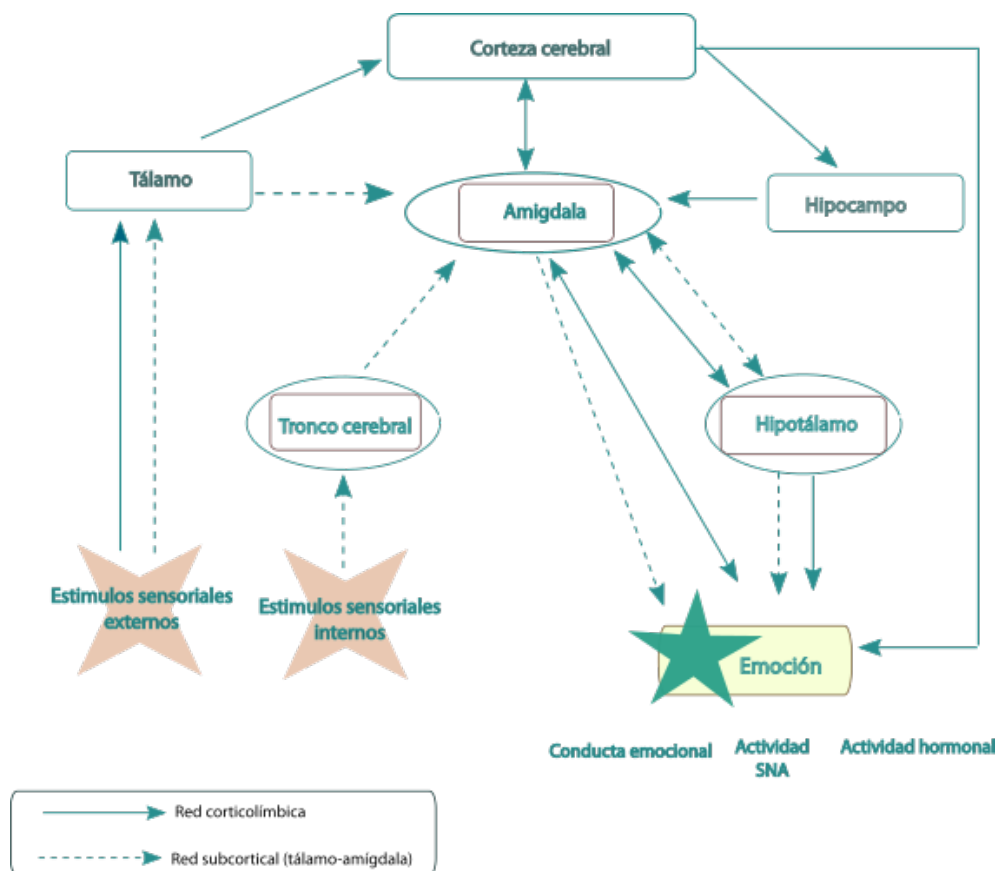 Corteza cerebral
Tálamo
Amigdala
Hipocampo
Tronco cerebral
Hipotálamo
Estimulos sensoriales
externos
Estimulos sensoriales
internos
Emoción
Conducta emocional
Actividad
SNA
Actividad hormonal
Red corticolímbica
Red subcortical (tálamo-amígdala)